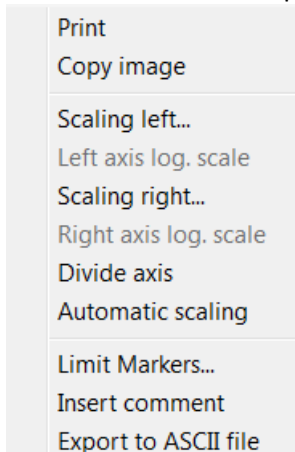 Print
Copy image
Scaling left...
Left axis log. scale
Scaling right...
Right axis log. scale
Divide axis
Automatic scaling
Limit Markers...
Insert comment
Export to ASCII file